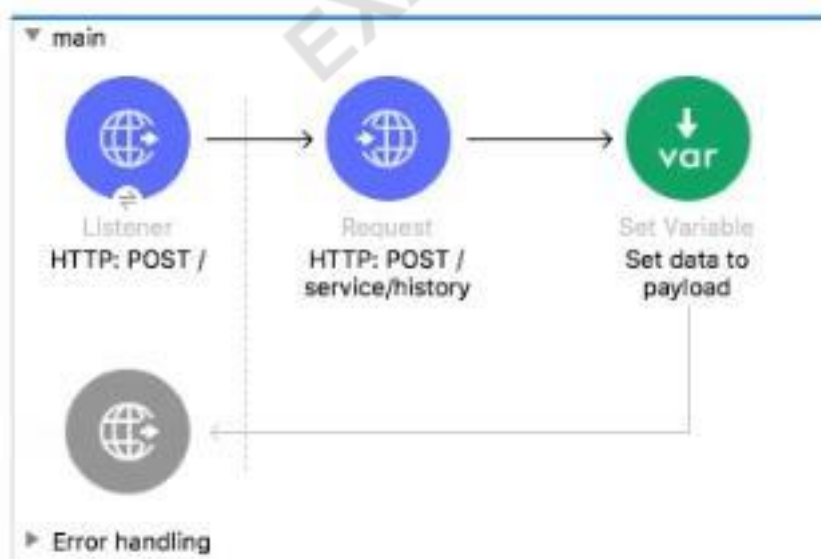 main
var
Listener
HTTP: POST /
Request
HTTP: POST /
service/history
Set Variable
Set data to
payload
Error handling